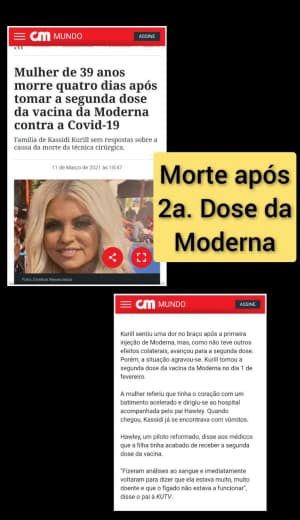 CM MUNDO
ASSINE
Mulher de 39 anos
morre quatro dias após
tomar a segunda dose
da vacina da Moderna
contra a Covid-19
Família de Kassidi Kurill sem respostas sobre a
causa da morte da técnica cirúrgica.
11 de Março de 2021 às 18:47
Morte após
2a. Dose da
Moderna
Foto: Direitos Reservados
CM MUNDO
ASSINE
Kurill sentiu uma dor no braço após a primeira
injeção de Moderna, mas, como não teve outros
efeitos colaterais, avançou para a segunda dose.
Porém, a situação agravou-se. Kurill tomou a
segunda dose da vacina da Moderna no dia 1 de
fevereiro.
A mulher referiu que tinha o coração com um
batimento acelerado e dirigiu-se ao hospital
acompanhada pelo pai Hawley. Quando
chegou, Kassidi já se encontrava com vómitos.
Hawley, um piloto reformado, disse aos médicos
que a filha tinha acabado de receber a segunda
dose da vacina.
"Fizeram análises ao sangue e imediatamente
voltaram para dizer que ela estava muito, muito
doente e que o fígado não estava a funcionar",
disse o pai à KUTV.